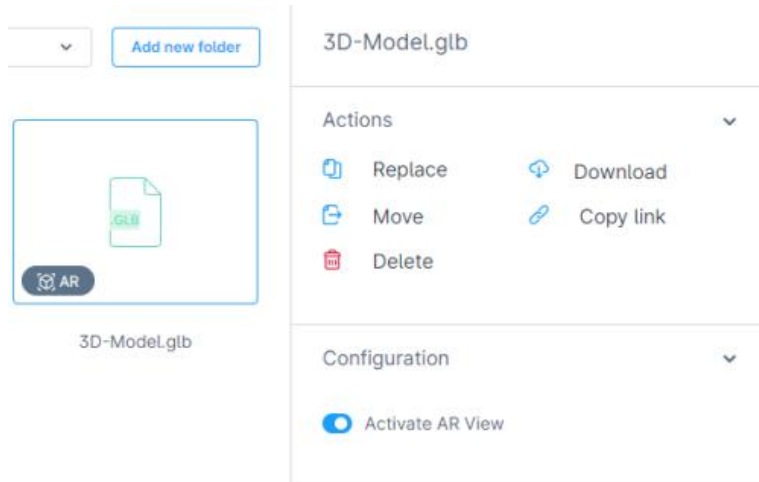 Add new folder
.GLB
AR
3D-Model.glb
3D-Model.glb
Actions
Replace
Download
Move
Copy link
Delete
Configuration
Activate AR View